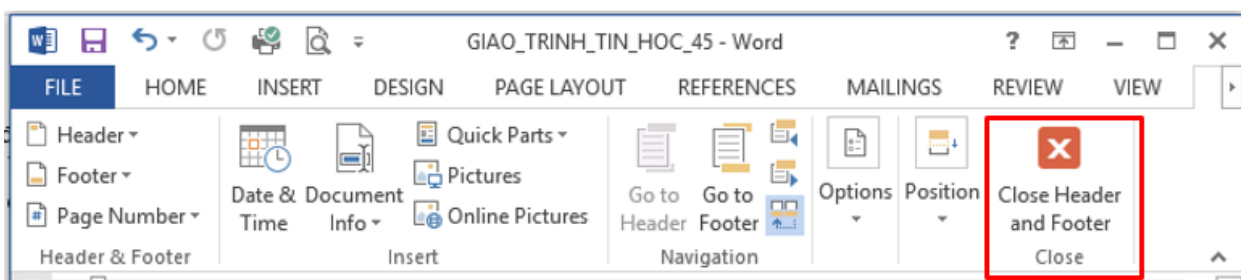 GIAO_TRINH_TIN_HOC_45 - Word
FILE HOME INSERT DESIGN PAGE LAYOUT REFERENCES MAILINGS REVIEW VIEW
Header
Footer
Page Number
Header & Footer
Date & Time
Document Info
Quick Parts
Pictures
Online Pictures
Insert
Go to Header
Go to Footer
Navigation
Options
Position
Close Header
and Footer
Close